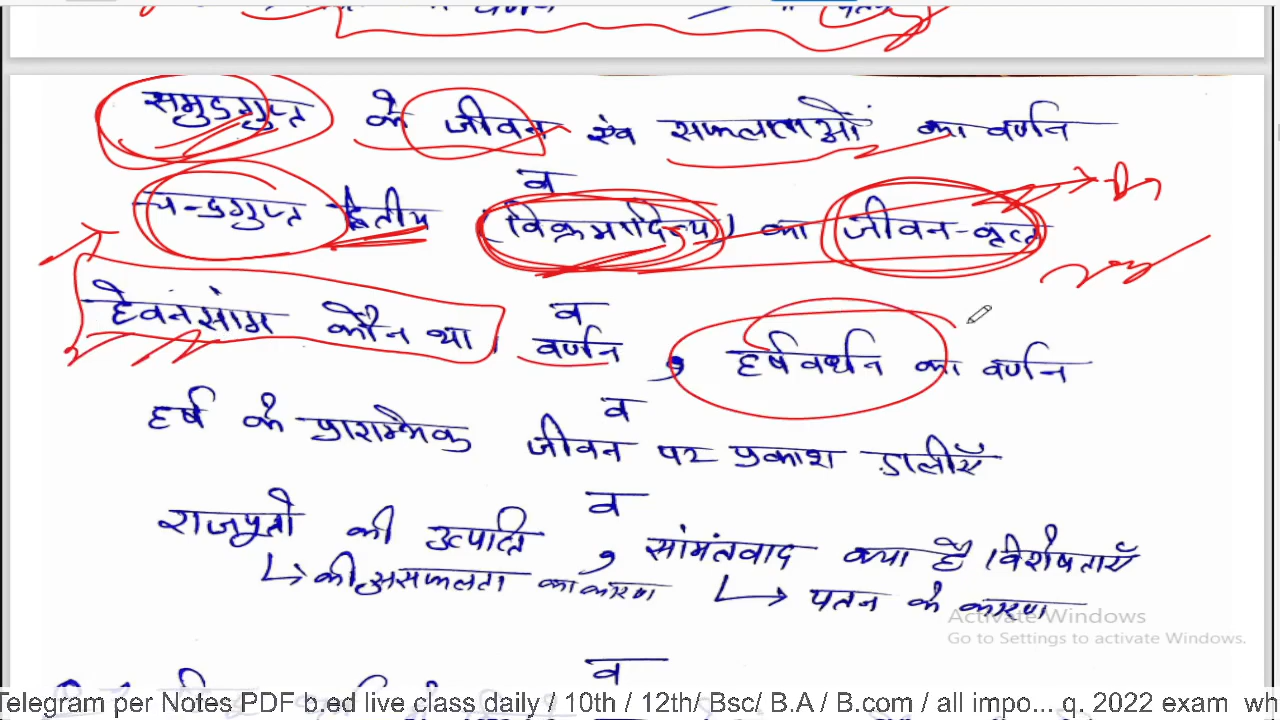 समुद्रगुप्त के जीवन एंव सफलताओं का वर्णन
व
चन्द्रगुप्त द्वितीय (विक्रमादित्य) का जीवन-वृत्त
हेवनसांग कौन था, व
वर्णन , हर्षवर्धन का वर्णन
व
हर्ष के प्रारम्भिक जीवन पर प्रकाश डालीएँ
व
राजपूतो की उत्पत्ति , सांमंतवाद क्या है।विशेषताएँ
↳ की असफलता का कारण ↳ पतन के कारण
Activate Windows
Go to Settings to activate Windows.
व
Telegram per Notes PDF b.ed live class daily / 10th / 12th/ Bsc/ B.A / B.com / all impo... q. 2022 exam wh